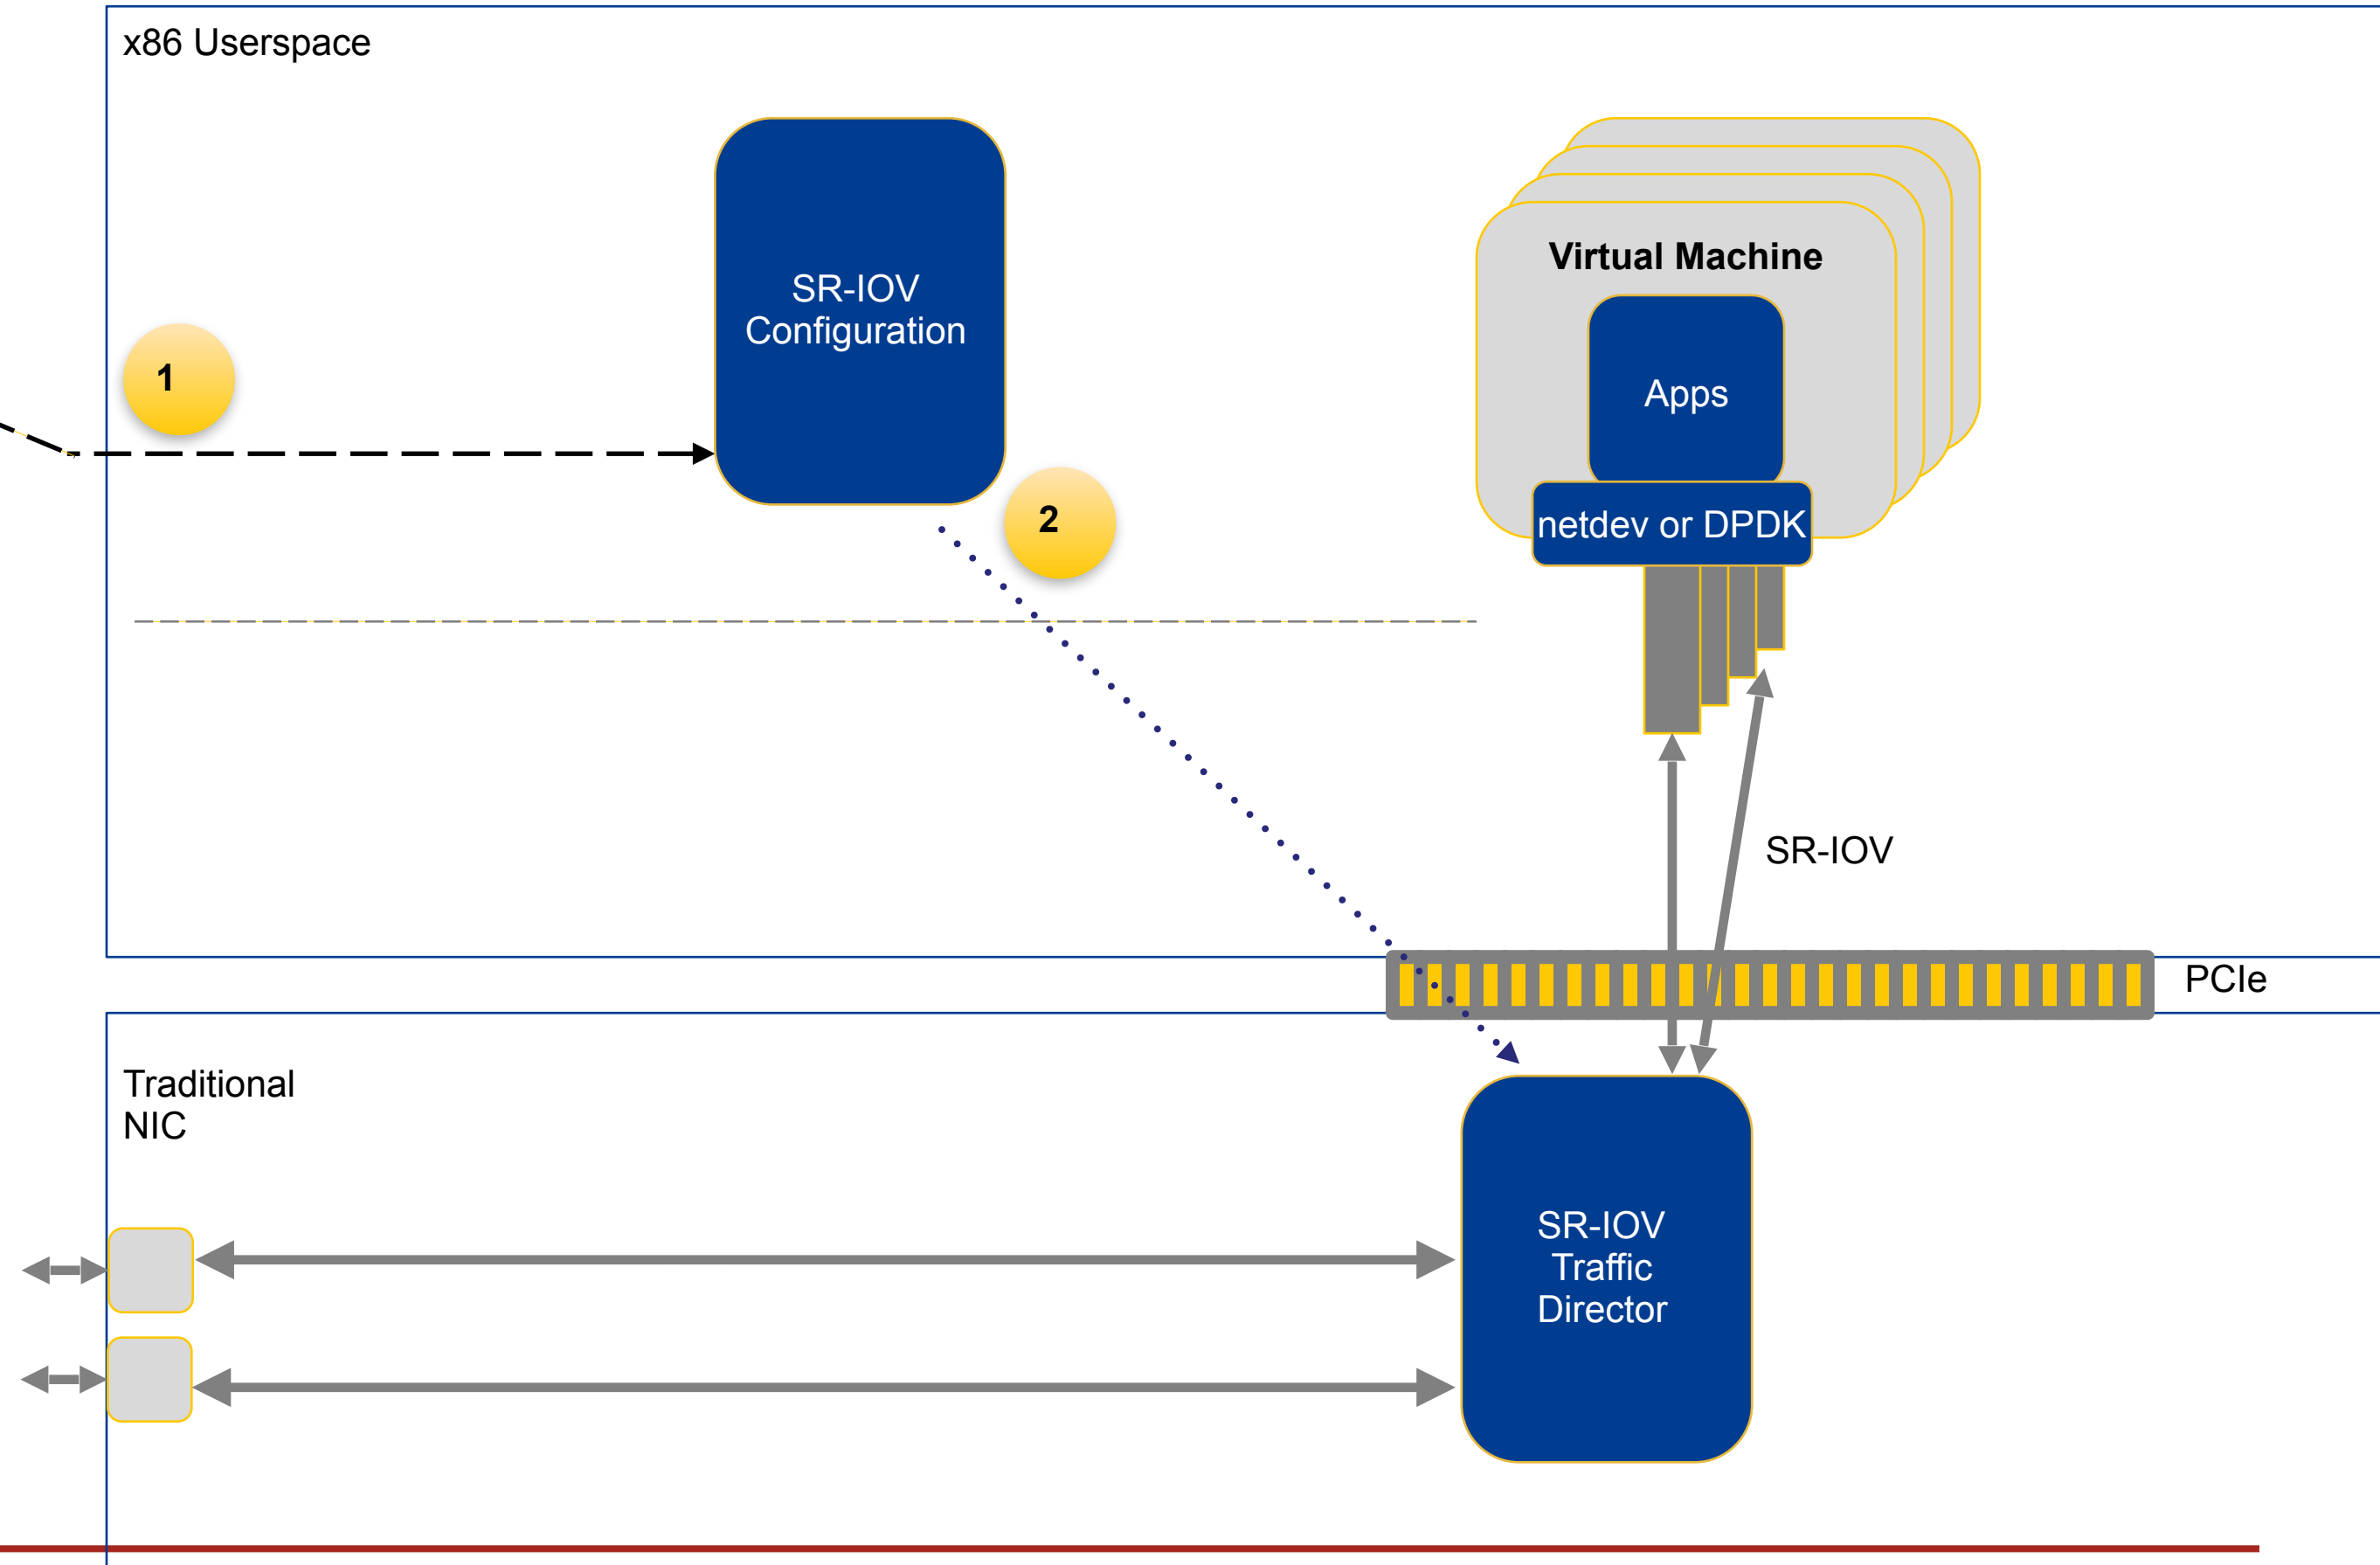 x86 Userspace
SR-IOV
Configuration
Virtual Machine
Apps
netdev or DPDK
1
2
SR-IOV
PCIe
Traditional
NIC
SR-IOV
Traffic
Director